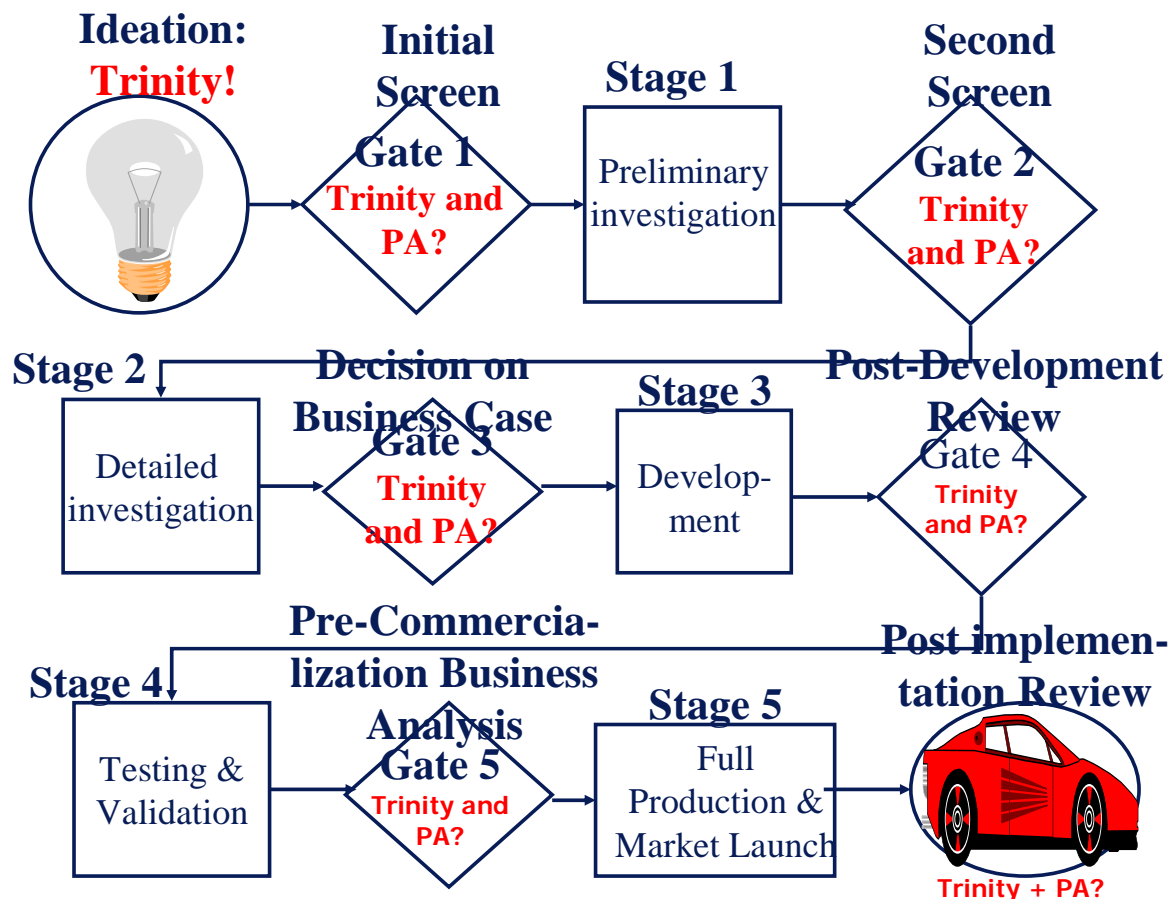 Ideation:
Trinity!
Initial
Screen
Gate 1
Trinity and
PA?
Stage 1
Preliminary
investigation
Second
Screen
Gate 2
Trinity
and PA?
Stage 2
Detailed
investigation
Decision on
Business Case
Gate 3
Trinity
and PA?
Stage 3
Develop-
ment
Post-Development
Review
Gate 4
Trinity
and PA?
Stage 4
Testing &
Validation
Pre-Commercia-
lization Business
Analysis
Gate 5
Trinity and
PA?
Stage 5
Full
Production &
Market Launch
Post implemen-
tation Review
Trinity + PA?